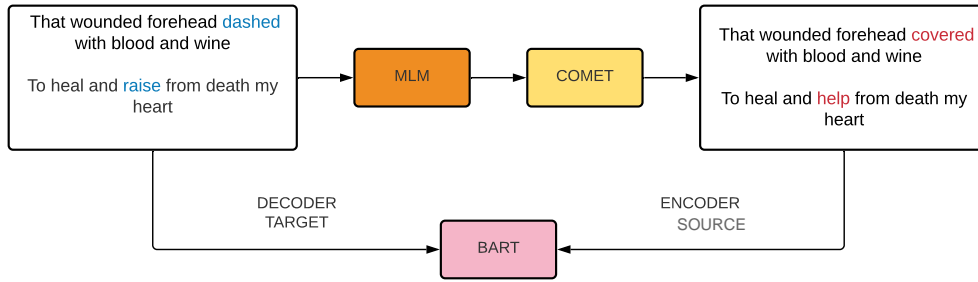 That wounded forehead dashed
with blood and wine
To heal and raise from death my
heart
MLM
COMET
That wounded forehead covered
with blood and wine
To heal and help from death my
heart
DECODER
TARGET
ENCODER
SOURCE
BART